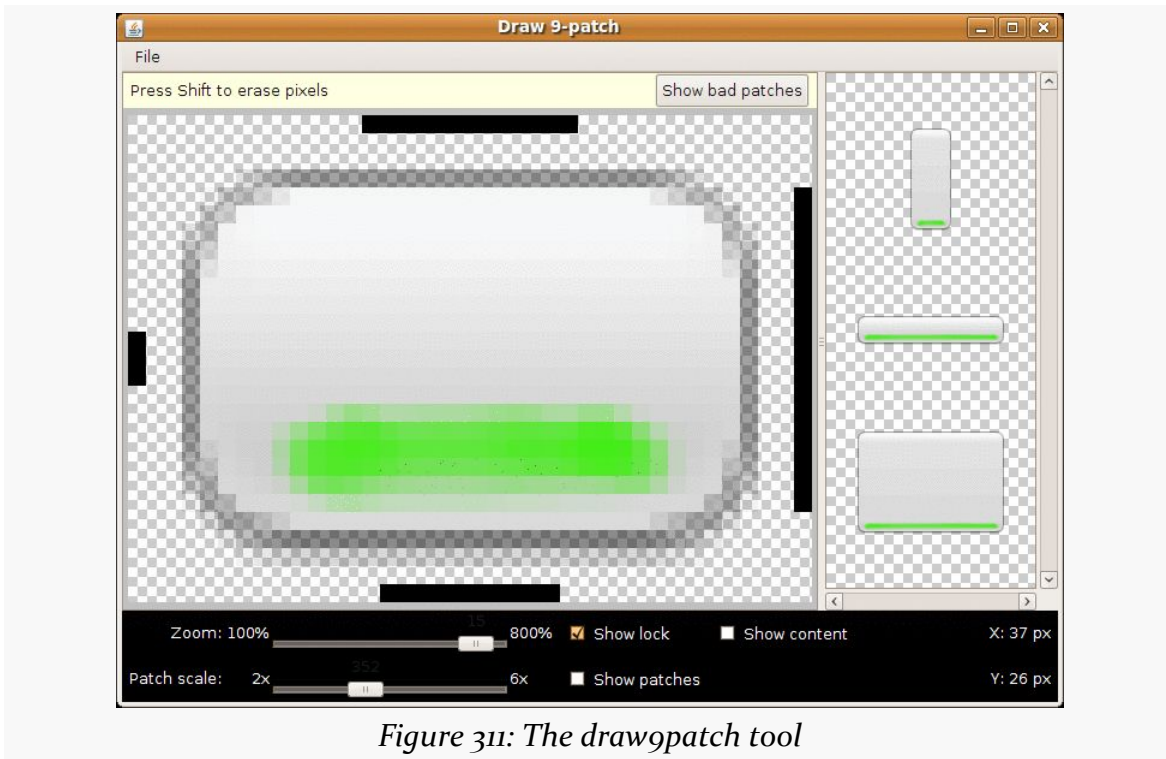 Draw 9-patch
File
Press Shift to erase pixels
Show bad patches
15
Zoom: 100%
800%
Show lock
Show content
X: 37 px
352
Patch scale: 2x
6x
Show patches
Y: 26 px
Figure 311: The draw9patch tool